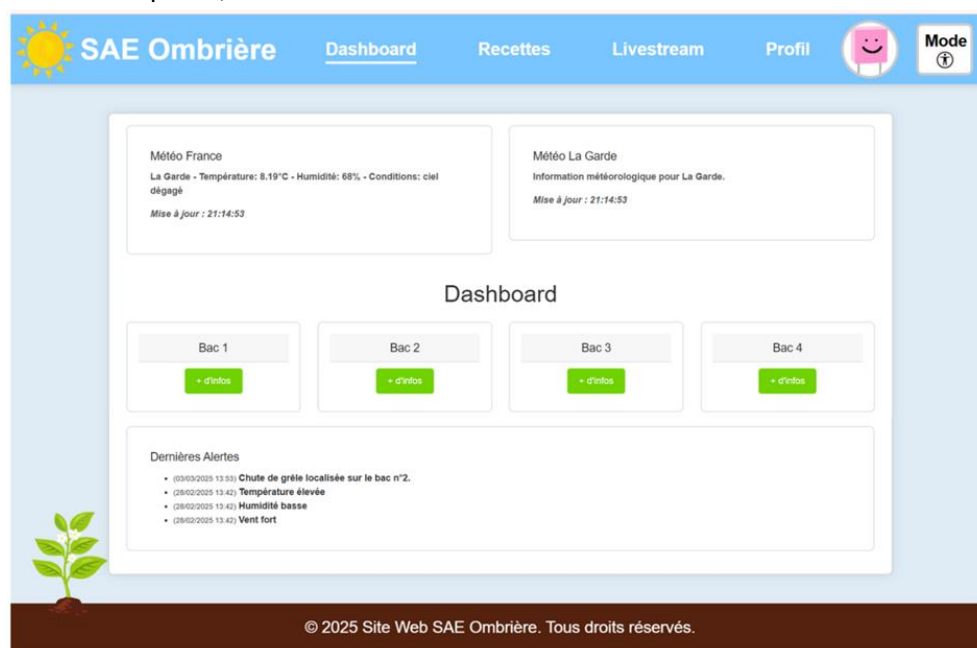 SAE Ombrière
Dashboard
Recettes
Livestream
Profil
Mode
Météo France
La Garde - Température: 8.19°C - Humidité: 68% - Conditions: ciel
dégagé
Mise à jour : 21:14:53
Météo La Garde
Information météorologique pour La Garde.
Mise à jour : 21:14:53
Dashboard
Bac 1
+ d'infos
Bac 2
+ d'infos
Bac 3
+ d'infos
Bac 4
+ d'infos
Dernières Alertes
• (03/03/2025 13:53) Chute de grêle localisée sur le bac n°2.
• (28/02/2025 13:42) Température élevée
• (28/02/2025 13:42) Humidité basse
• (28/02/2025 13:42) Vent fort
© 2025 Site Web SAE Ombrière. Tous droits réservés.